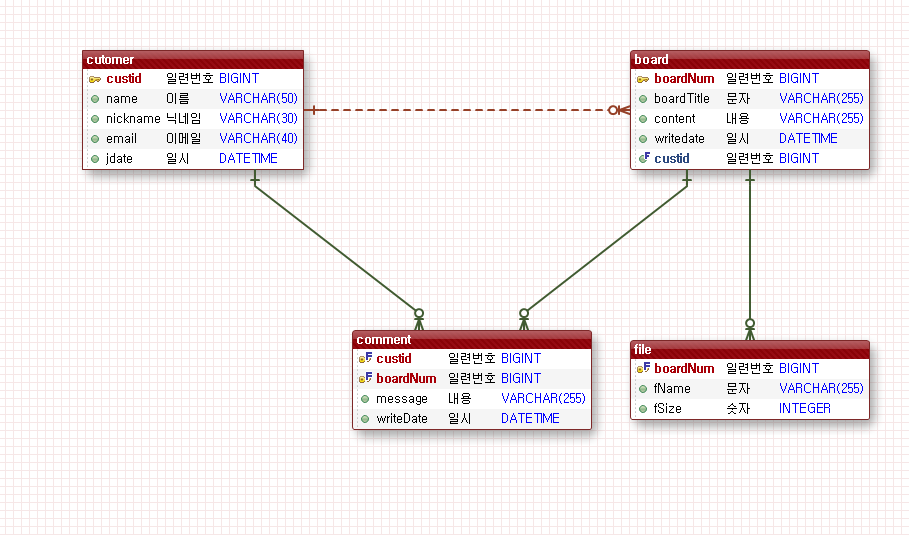 cutomer
custid 일련번호 BIGINT
name 이름 VARCHAR(50)
nickname 닉네임 VARCHAR(30)
email 이메일 VARCHAR(40)
jdate 일시 DATETIME
board
boardNum 일련번호 BIGINT
boardTitle 문자 VARCHAR(255)
content 내용 VARCHAR(255)
writedate 일시 DATETIME
custid 일련번호 BIGINT
comment
custid 일련번호 BIGINT
boardNum 일련번호 BIGINT
message 내용 VARCHAR(255)
writeDate 일시 DATETIME
file
boardNum 일련번호 BIGINT
fName 문자 VARCHAR(255)
fSize 숫자 INTEGER